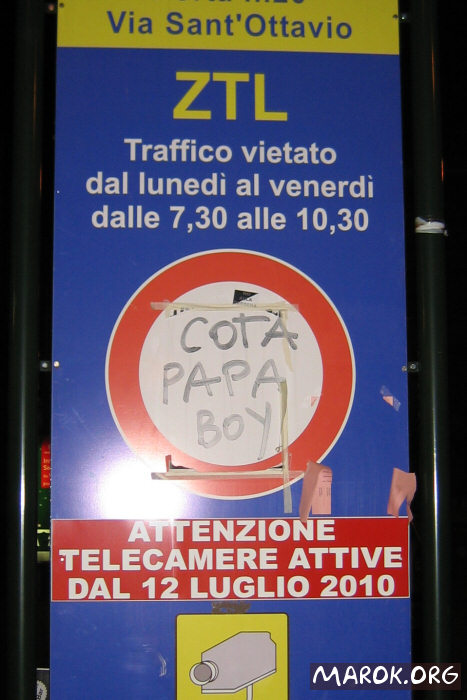 Via Sant'Ottavio
ZTL
Traffico vietato
dal lunedì al venerdì
dalle 7,30 alle 10,30
COTA
PAPA
BOY
ATTENZIONE
TELECAMERE ATTIVE
DAL 12 LUGLIO 2010
MAROK.ORG